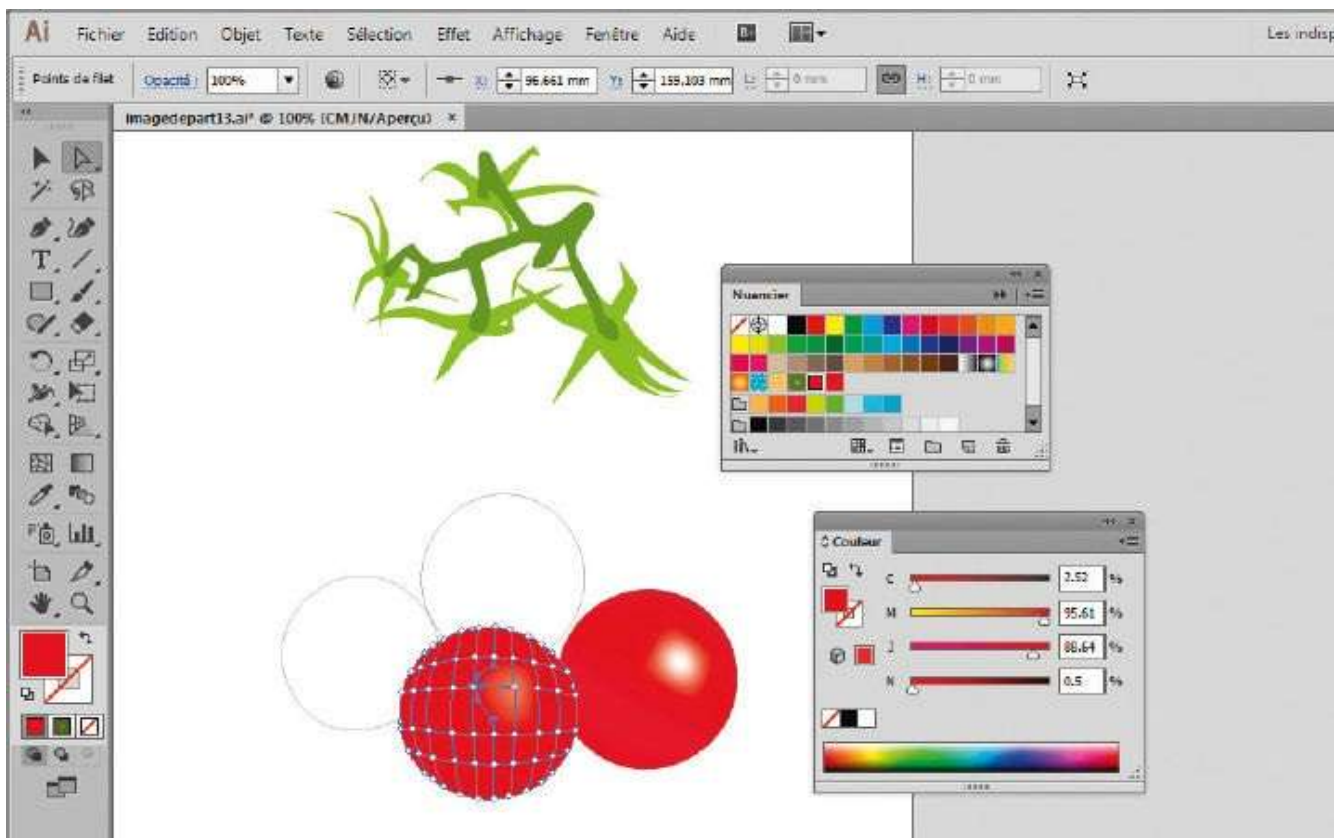 Ai Fichier Edition Objet Texte Sélection Effet Affichage Fenêtre Aide Br Les indisp
Points de filet Opacité : 100% X: 96.661 mm Y: 159.103 mm L: 0 mm H: 0 mm
imagedepart13.ai* @ 100% (CMJN/Aperçu) ×
Nuancier
Couleur
C 2.52 %
M 95.61 %
J 88.64 %
N 0.5 %